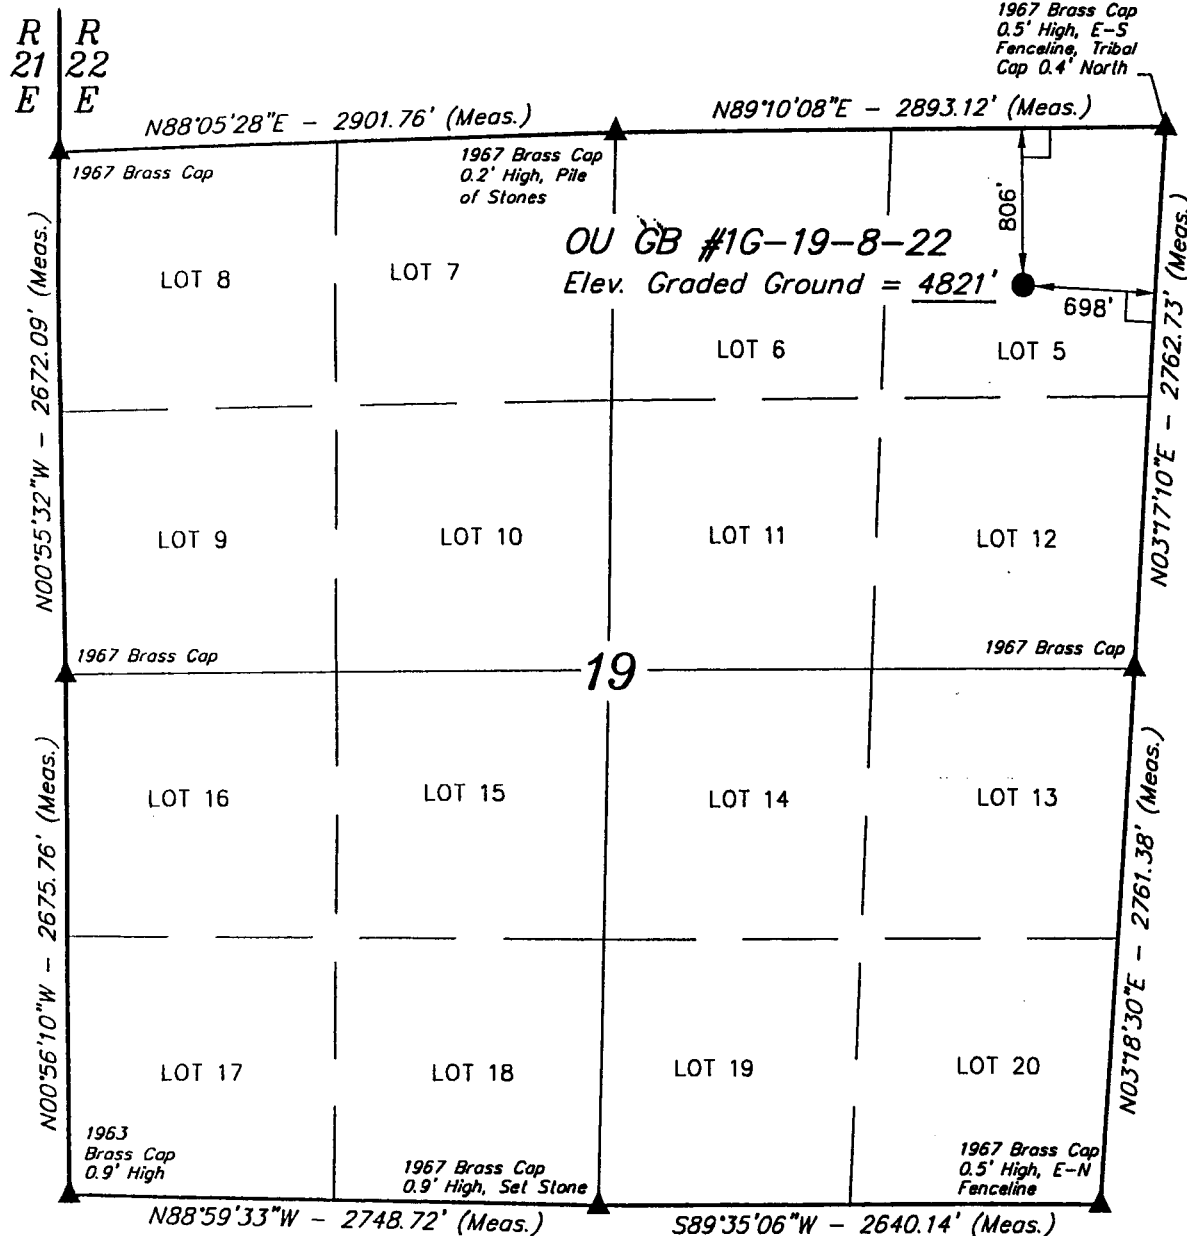 R R
21 22
E E
1967 Brass Cap
0.5' High, E-S
Fenceline, Tribal
Cap 0.4' North
N88°05'28"E - 2901.76' (Meas.)
N89°10'08"E - 2893.12' (Meas.)
1967 Brass Cap
1967 Brass Cap
0.2' High, Pile
of Stones
806'
OU GB #1G-19-8-22
Elev. Graded Ground = 4821'
698'
LOT 8
LOT 7
LOT 6
LOT 5
N00°55'32"W - 2672.09' (Meas.)
N03°17'10"E - 2762.73' (Meas.)
LOT 9
LOT 10
LOT 11
LOT 12
1967 Brass Cap
19
1967 Brass Cap
LOT 16
LOT 15
LOT 14
LOT 13
N00°56'10"W - 2675.76' (Meas.)
N03°18'30"E - 2761.38' (Meas.)
LOT 17
LOT 18
LOT 19
LOT 20
1963
Brass Cap
0.9' High
1967 Brass Cap
0.9' High, Set Stone
1967 Brass Cap
0.5' High, E-N
Fenceline
N88°59'33"W - 2748.72' (Meas.)
S89°35'06"W - 2640.14' (Meas.)